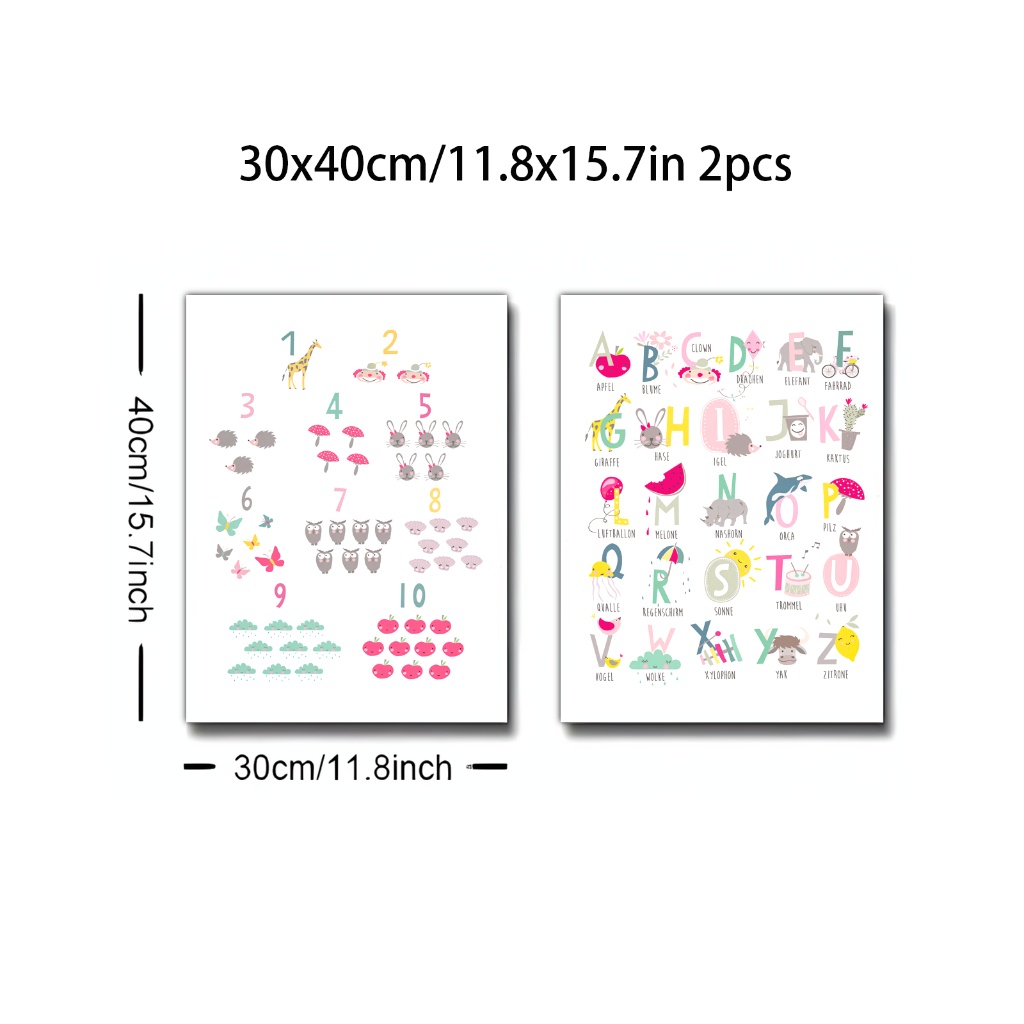 30x40cm/11.8x15.7in 2pcs
40cm/15.7inch
30cm/11.8inch
1 2
3 4 5
6 7 8
9 10
A B C D E F
CLOWN
APFEL BLUME DRACHEN ELEFANT FAHRRAD
G H I J K
GIRAFFE HASE IGEL JOGHURT KAKTUS
L M N O P
LUFTBALLON MELONE NASHORN ORCA PILZ
Q R S T U
QUALLE REGENSCHIRM SONNE TROMMEL UHU
V W X Y Z
VOGEL WOLKE XYLOPHON YAK ZITRONE